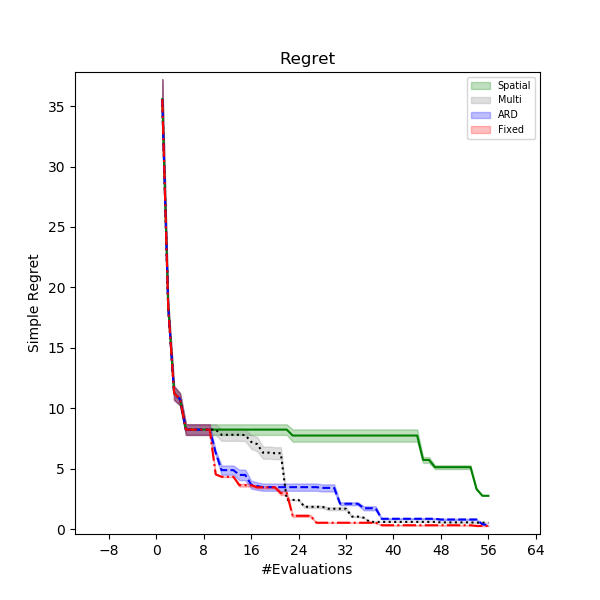 Regret
Spatial
Multi
ARD
Fixed
Simple Regret
35
30
25
20
15
10
5
0
−8 0 8 16 24 32 40 48 56 64
#Evaluations